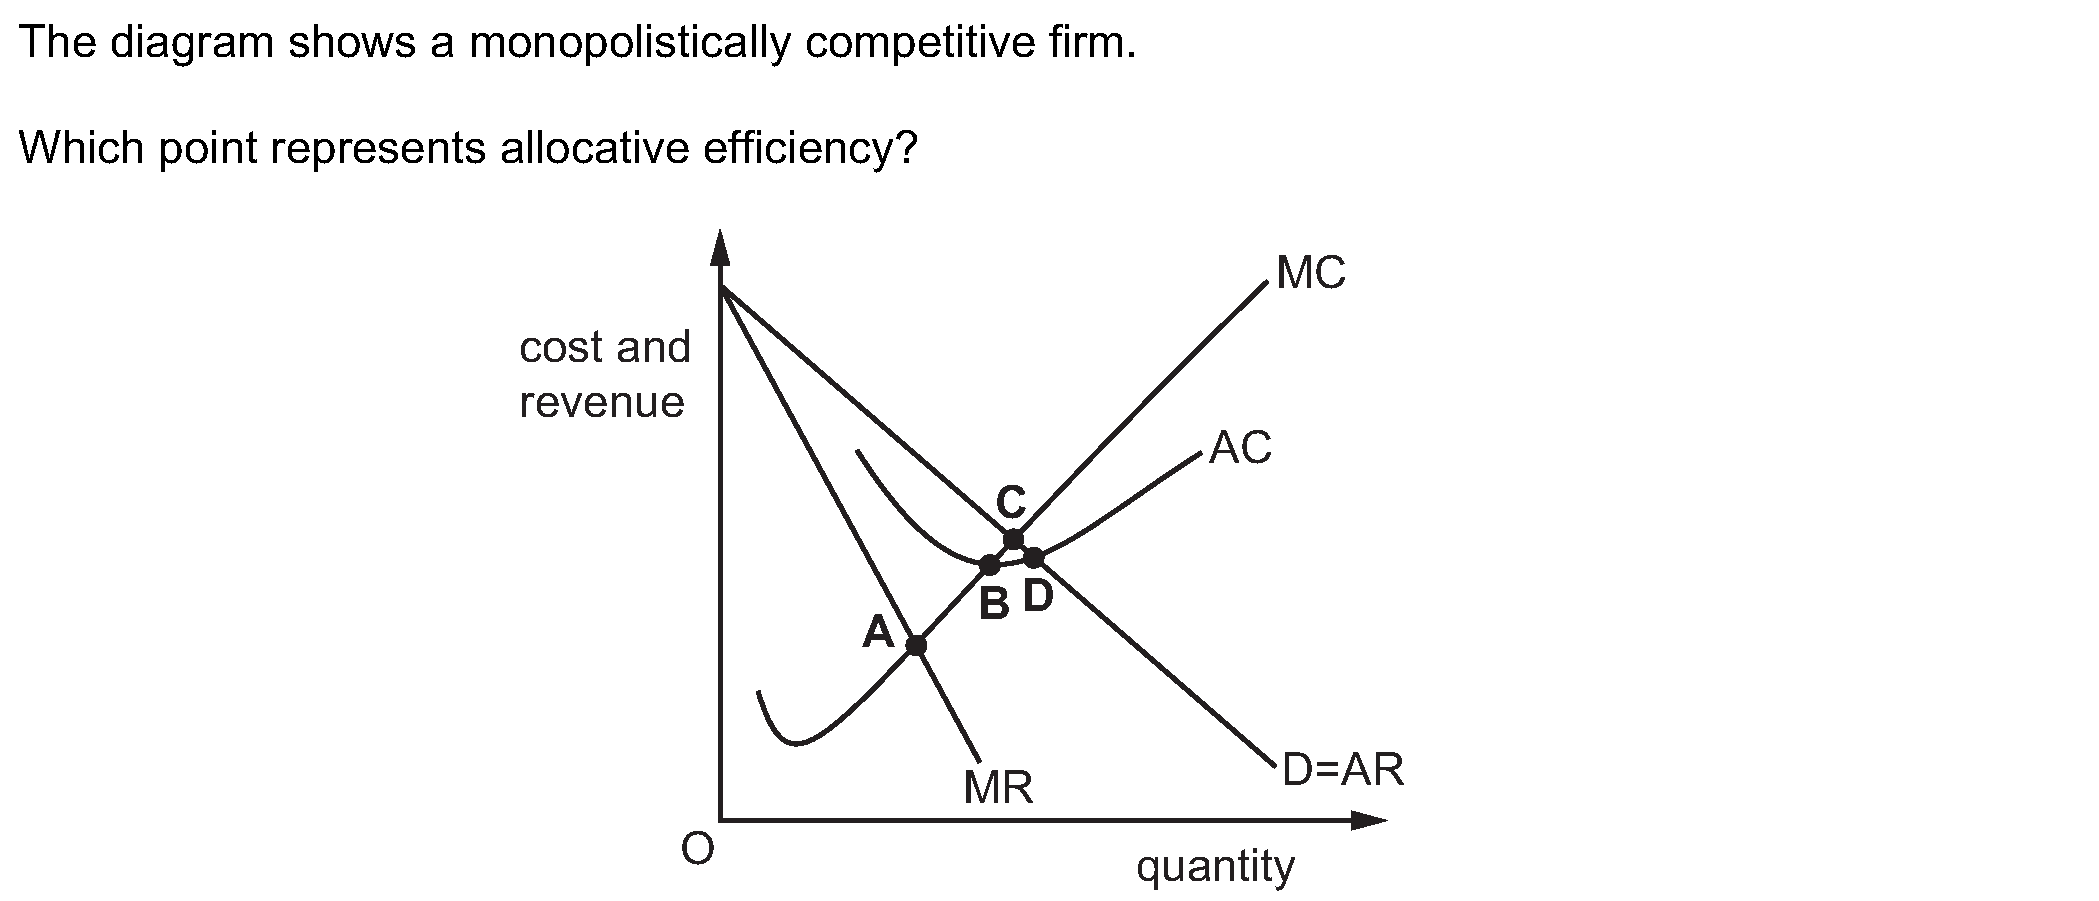 The diagram shows a monopolistically competitive firm.
Which point represents allocative efficiency?
MC
cost and
revenue
AC
C
B
D
A
MR
D=AR
O
quantity